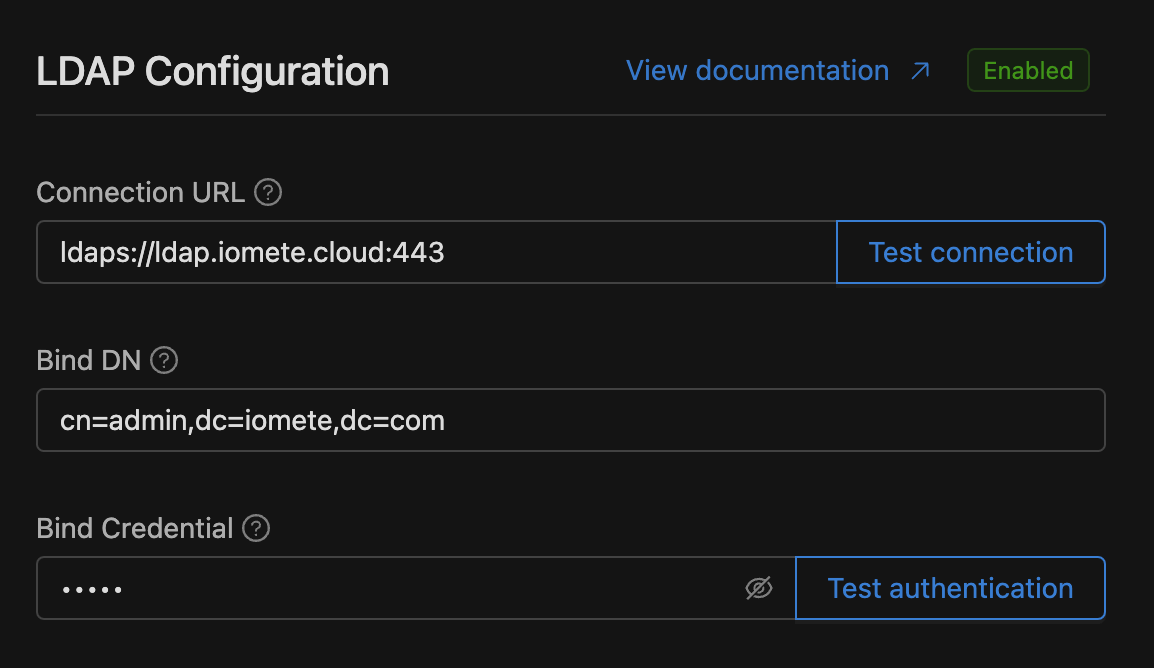 LDAP Configuration View documentation ↗ Enabled
Connection URL ?
ldaps://ldap.iomete.cloud:443 Test connection
Bind DN ?
cn=admin,dc=iomete,dc=com
Bind Credential ?
••••• Test authentication